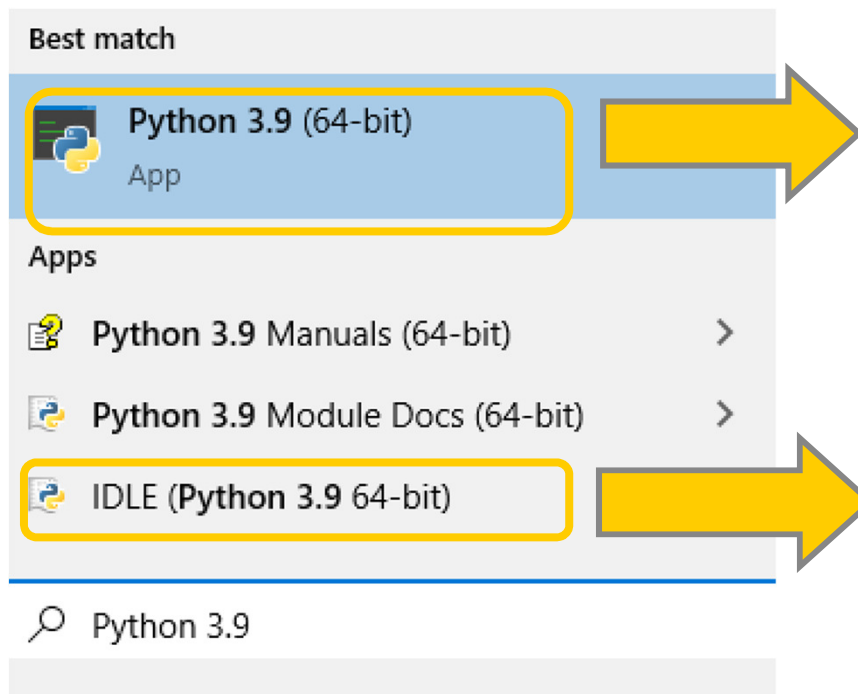 Best match
Python 3.9 (64-bit)
App
Apps
Python 3.9 Manuals (64-bit)
Python 3.9 Module Docs (64-bit)
IDLE (Python 3.9 64-bit)
Python 3.9